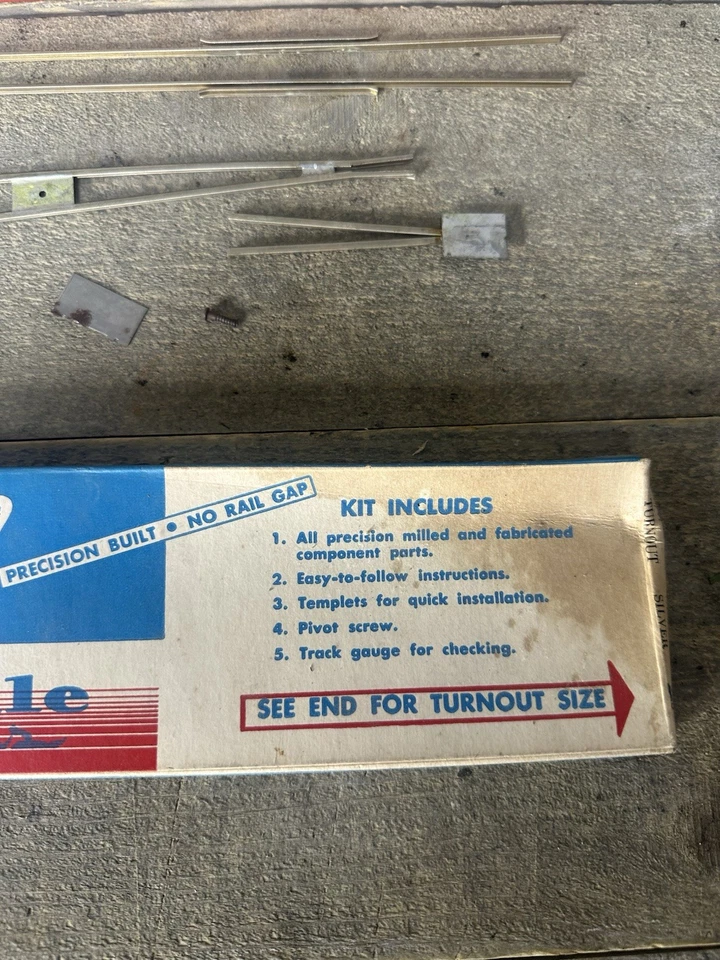 PRECISION BUILT • NO RAIL GAP
KIT INCLUDES
1. All precision milled and fabricated
component parts.
2. Easy-to-follow instructions.
3. Templets for quick installation.
4. Pivot screw.
5. Track gauge for checking.
SEE END FOR TURNOUT SIZE
le
TURNOUT
SILVER